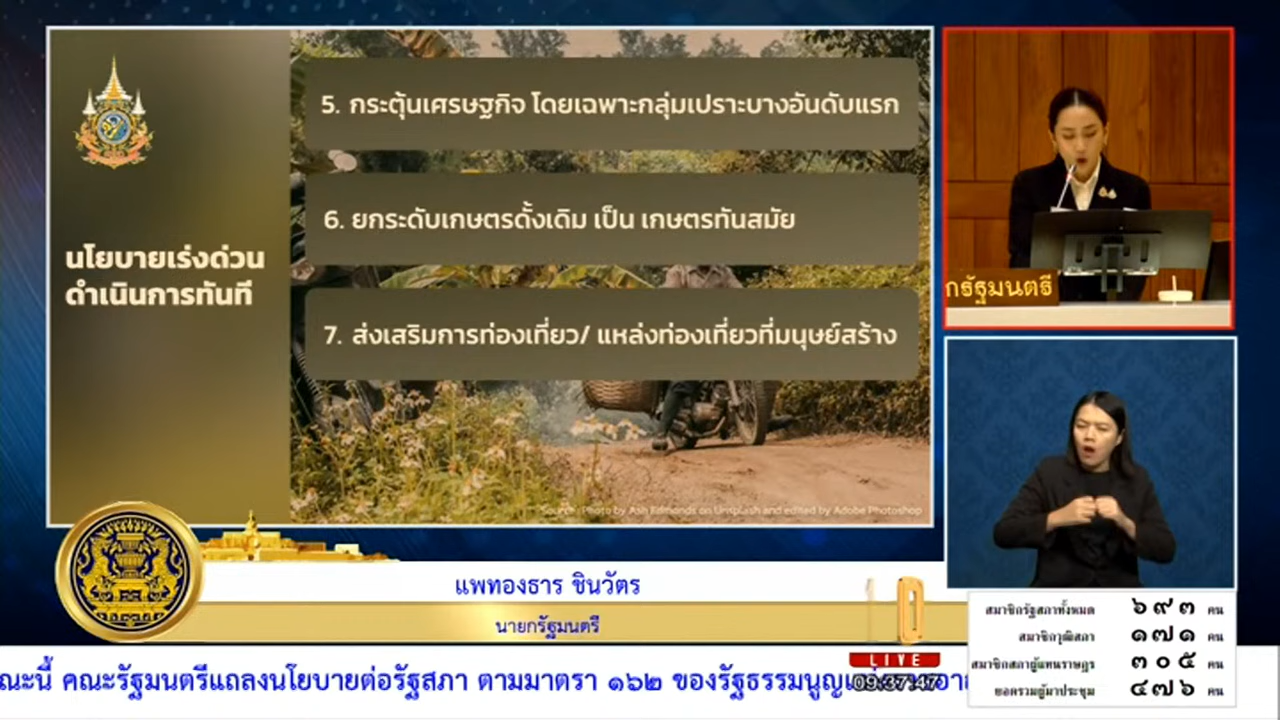 5. กระตุ้นเศรษฐกิจ โดยเฉพาะกลุ่มเปราะบางอันดับแรก
6. ยกระดับเกษตรดั้งเดิม เป็น เกษตรทันสมัย
นโยบายเร่งด่วน
ดำเนินการทันที
7. ส่งเสริมการท่องเที่ยว/ แหล่งท่องเที่ยวที่มนุษย์สร้าง
Source : Photo by Ash Edmonds on Unsplash and edited by Adobe Photoshop
กรัฐมนตรี
แพทองธาร ชินวัตร
นายกรัฐมนตรี
10
LIVE
09:37:47
สมาชิกรัฐสภาทั้งหมด ๖๙๓ คน
สมาชิกวุฒิสภา ๑๗๑ คน
สมาชิกสภาผู้แทนราษฎร ๓๐๕ คน
ยอดรวมผู้มาประชุม ๔๗๖ คน
ณะนี้ คณะรัฐมนตรีแถลงนโยบายต่อรัฐสภา ตามมาตรา ๑๖๒ ของรัฐธรรมนูญ